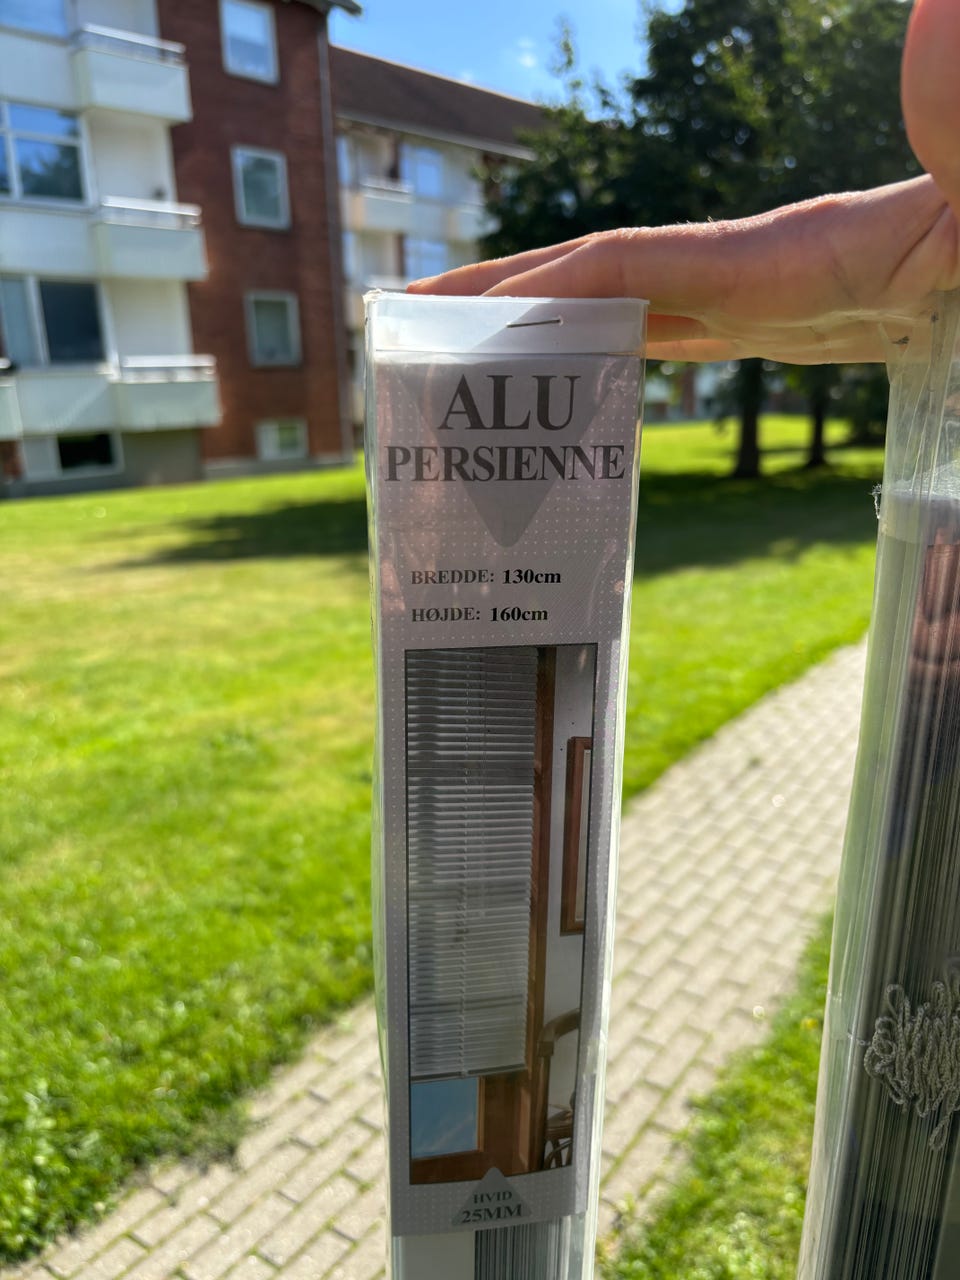 ALU
PERSIENNE
BREDDE: 130cm
HØJDE: 160cm
HVID
25MM